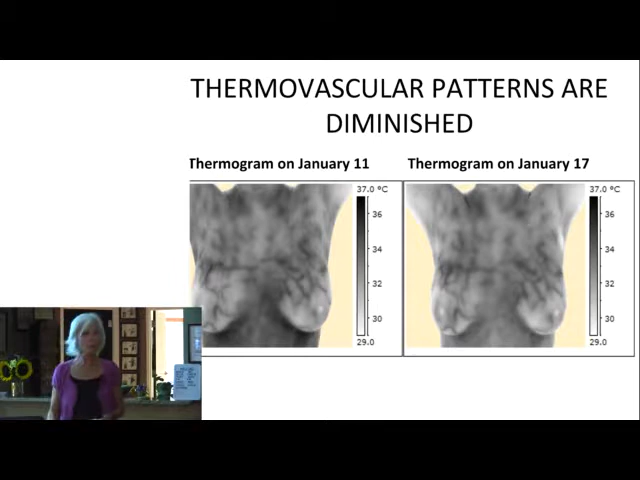 THERMOVASCULAR PATTERNS ARE
DIMINISHED
Thermogram on January 11
Thermogram on January 17
37.0 °C
36
34
32
30
29.0
37.0 °C
36
34
32
30
29.0